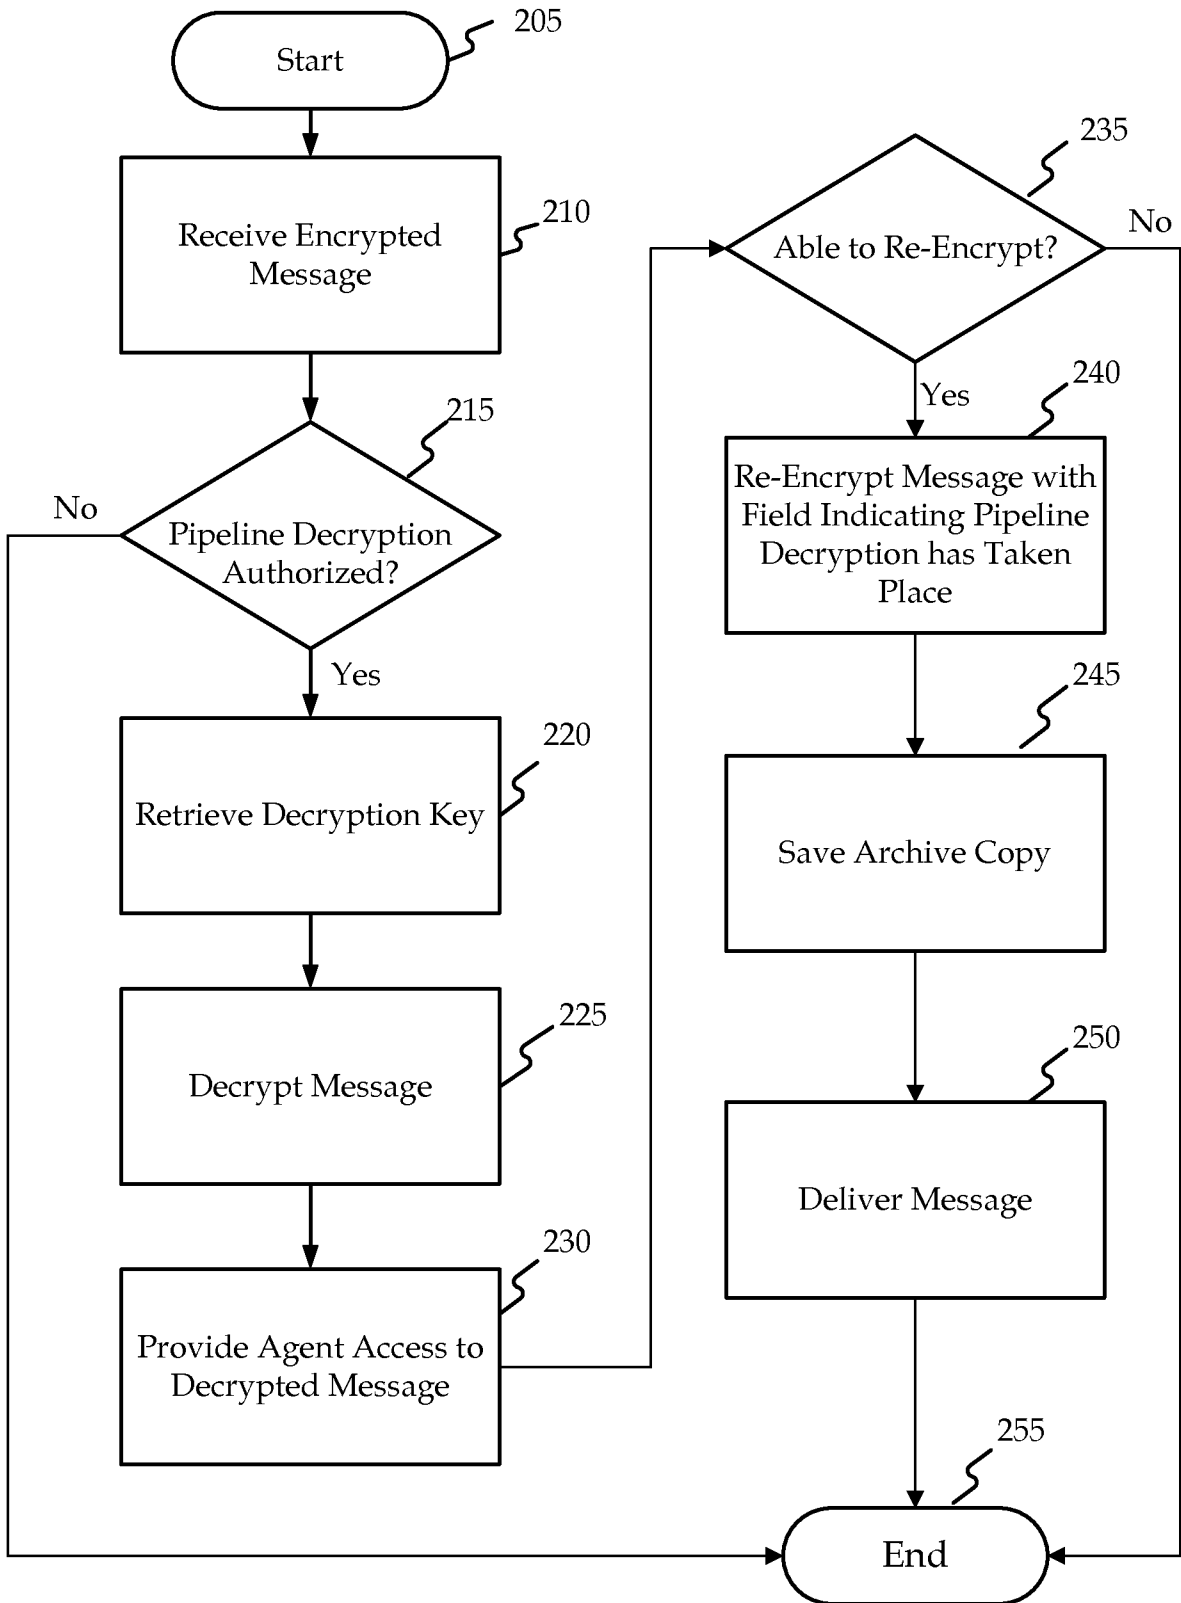 205
Start
210
Receive Encrypted
Message
215
No
Pipeline Decryption
Authorized?
Yes
220
Retrieve Decryption Key
225
Decrypt Message
230
Provide Agent Access to
Decrypted Message
235
No
Able to Re-Encrypt?
240
Yes
Re-Encrypt Message with
Field Indicating Pipeline
Decryption has Taken
Place
245
Save Archive Copy
250
Deliver Message
255
End